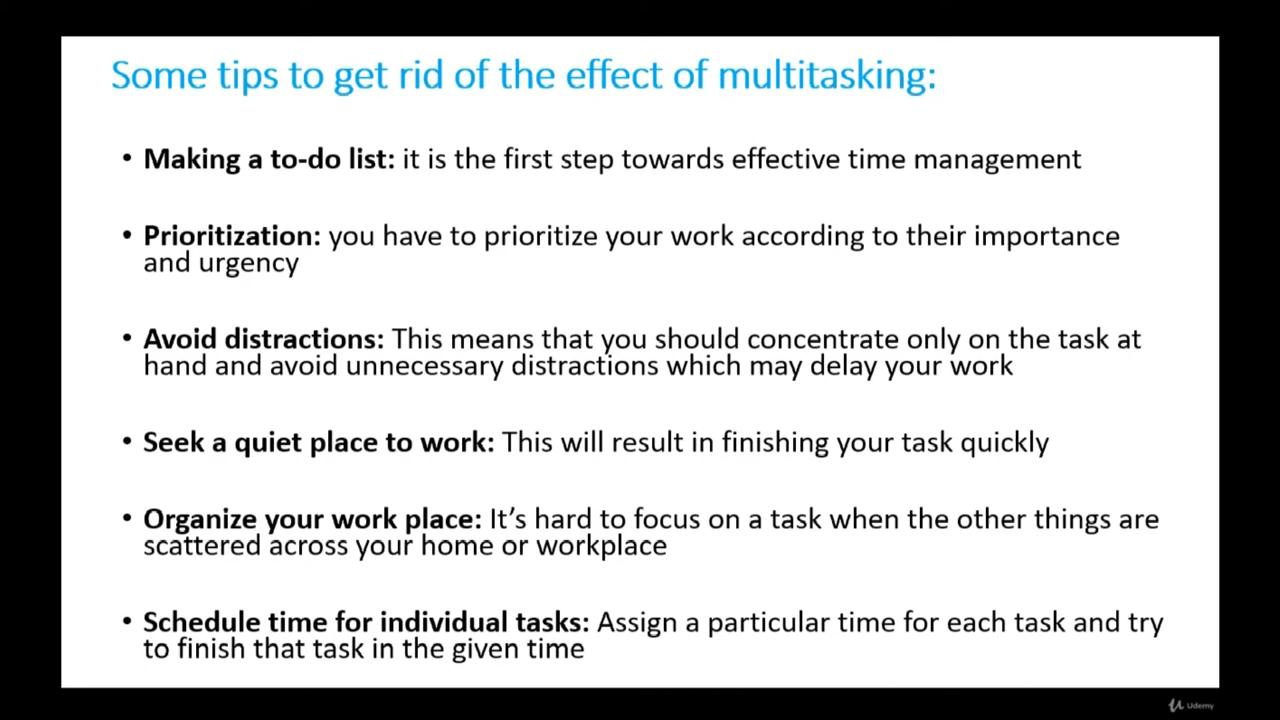 Some tips to get rid of the effect of multitasking:
• Making a to-do list: it is the first step towards effective time management
• Prioritization: you have to prioritize your work according to their importance
and urgency
• Avoid distractions: This means that you should concentrate only on the task at
hand and avoid unnecessary distractions which may delay your work
• Seek a quiet place to work: This will result in finishing your task quickly
• Organize your work place: It’s hard to focus on a task when the other things are
scattered across your home or workplace
• Schedule time for individual tasks: Assign a particular time for each task and try
to finish that task in the given time
Udemy